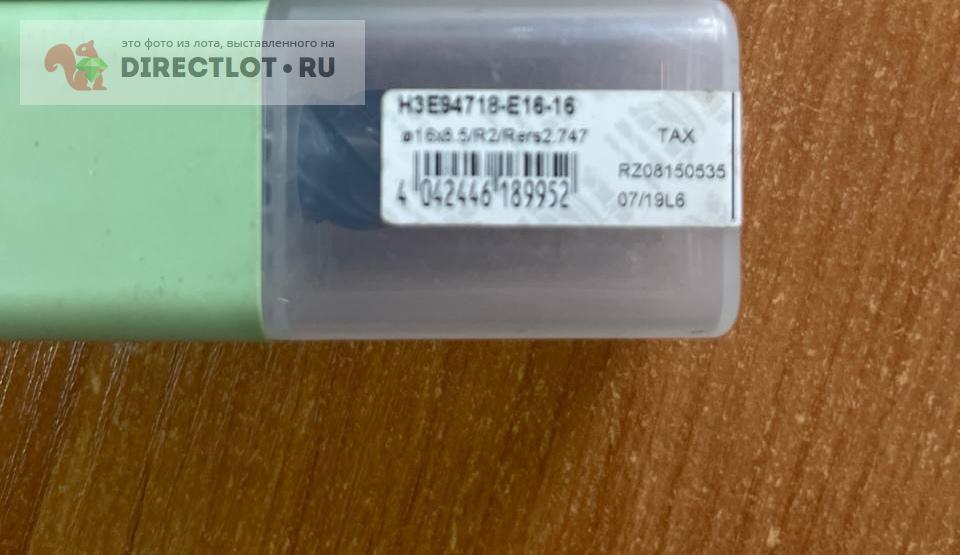 это фото из лота, выставленного на
DIRECTLOT•RU
H3E94718-E16-16
ø16x8.5/R2/Rers2.747
TAX
RZ08150535
4 042446 189952
07/19L6